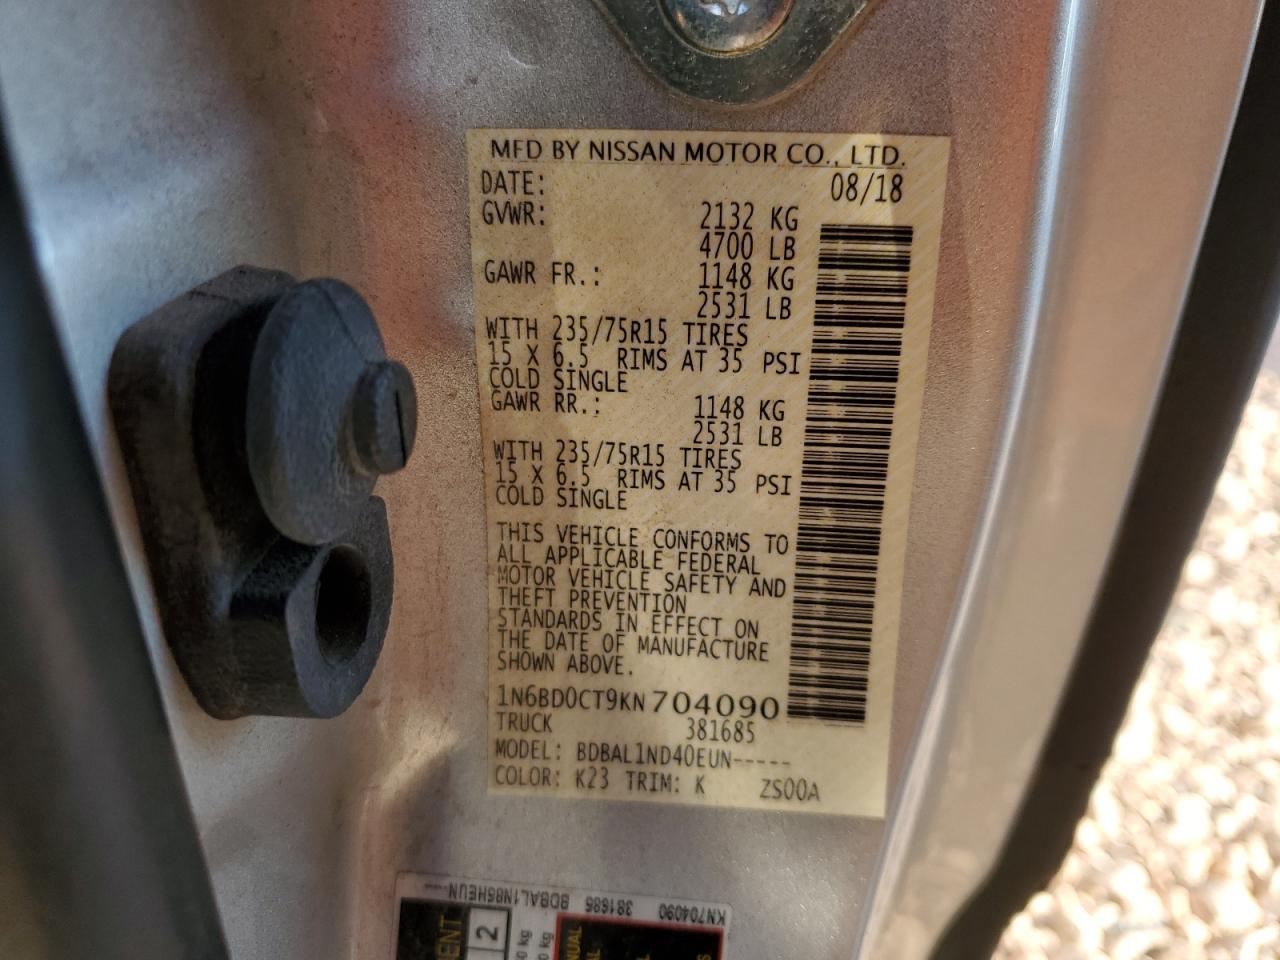 MFD BY NISSAN MOTOR CO., LTD.
DATE: 08/18
GVWR: 2132 KG
4700 LB
GAWR FR.: 1148 KG
2531 LB
WITH 235/75R15 TIRES
15 X 6.5 RIMS AT 35 PSI
COLD SINGLE
GAWR RR.: 1148 KG
2531 LB
WITH 235/75R15 TIRES
15 X 6.5 RIMS AT 35 PSI
COLD SINGLE
THIS VEHICLE CONFORMS TO
ALL APPLICABLE FEDERAL
MOTOR VEHICLE SAFETY AND
THEFT PREVENTION
STANDARDS IN EFFECT ON
THE DATE OF MANUFACTURE
SHOWN ABOVE.
1N6BD0CT9KN704090
TRUCK 381685
MODEL: BDBAL1ND40EUN-----
COLOR: K23 TRIM: K ZS00A
KN704090 381685
2